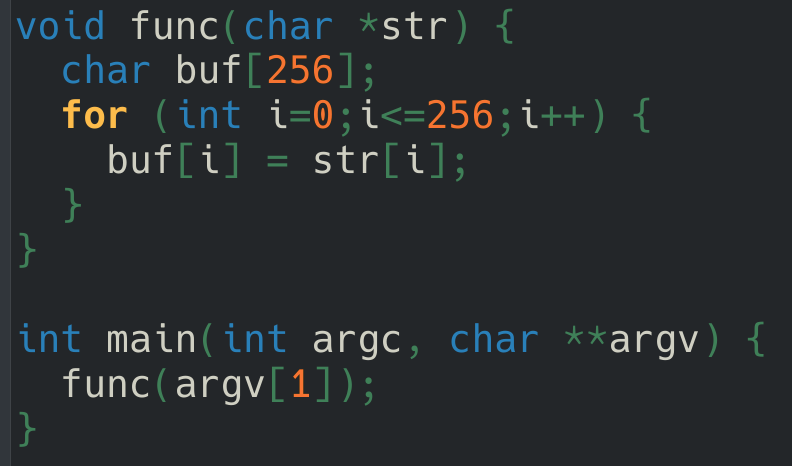 void func(char *str) {
  char buf[256];
  for (int i=0;i<=256;i++) {
    buf[i] = str[i];
  }
}

int main(int argc, char **argv) {
  func(argv[1]);
}